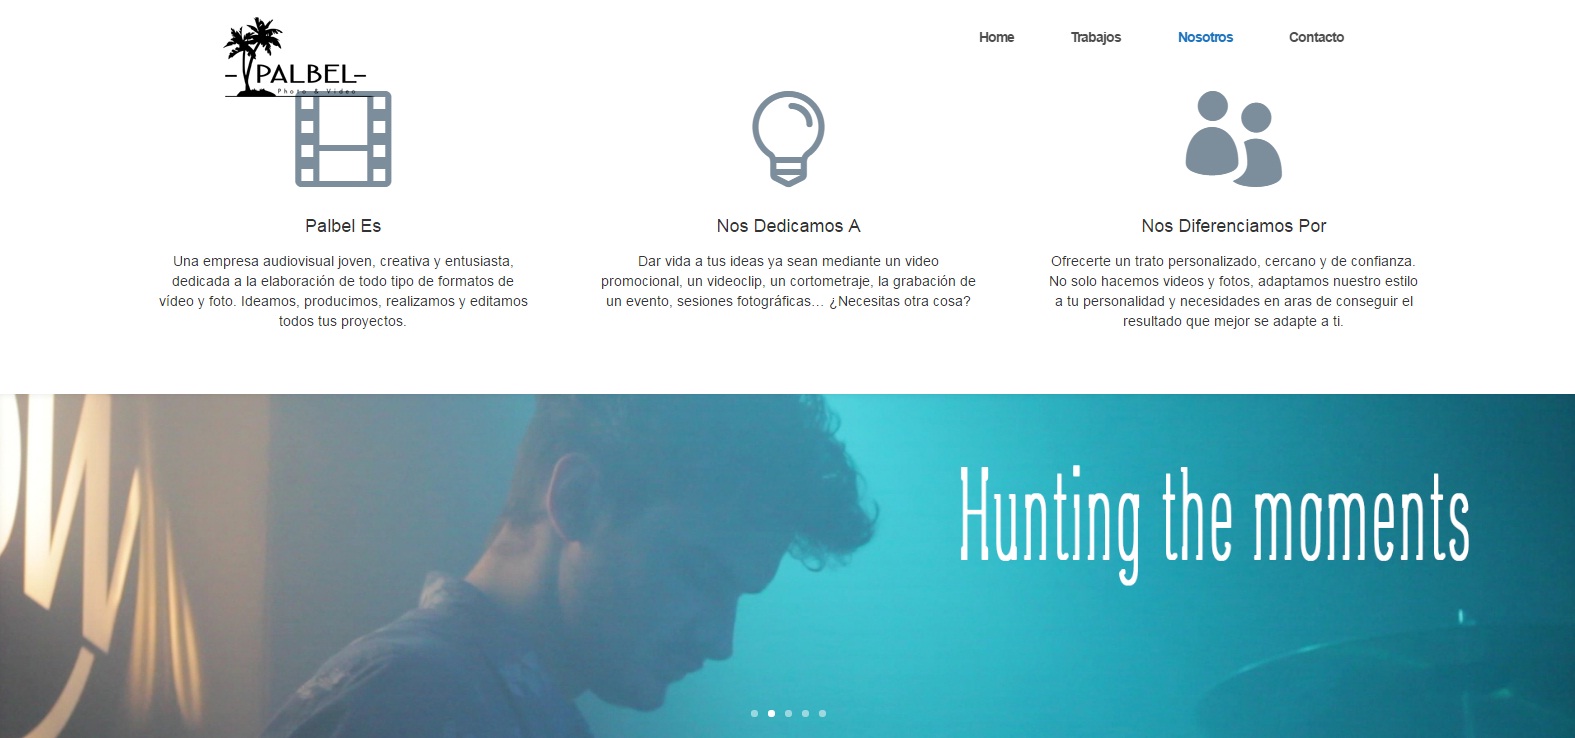 -PALBEL-
Photo & Video
Home Trabajos Nosotros Contacto
Palbel Es
Una empresa audiovisual joven, creativa y entusiasta,
dedicada a la elaboración de todo tipo de formatos de
vídeo y foto. Ideamos, producimos, realizamos y editamos
todos tus proyectos.
Nos Dedicamos A
Dar vida a tus ideas ya sean mediante un video
promocional, un videoclip, un cortometraje, la grabación de
un evento, sesiones fotográficas... ¿Necesitas otra cosa?
Nos Diferenciamos Por
Ofrecerte un trato personalizado, cercano y de confianza.
No solo hacemos videos y fotos, adaptamos nuestro estilo
a tu personalidad y necesidades en aras de conseguir el
resultado que mejor se adapte a ti.
Hunting the moments